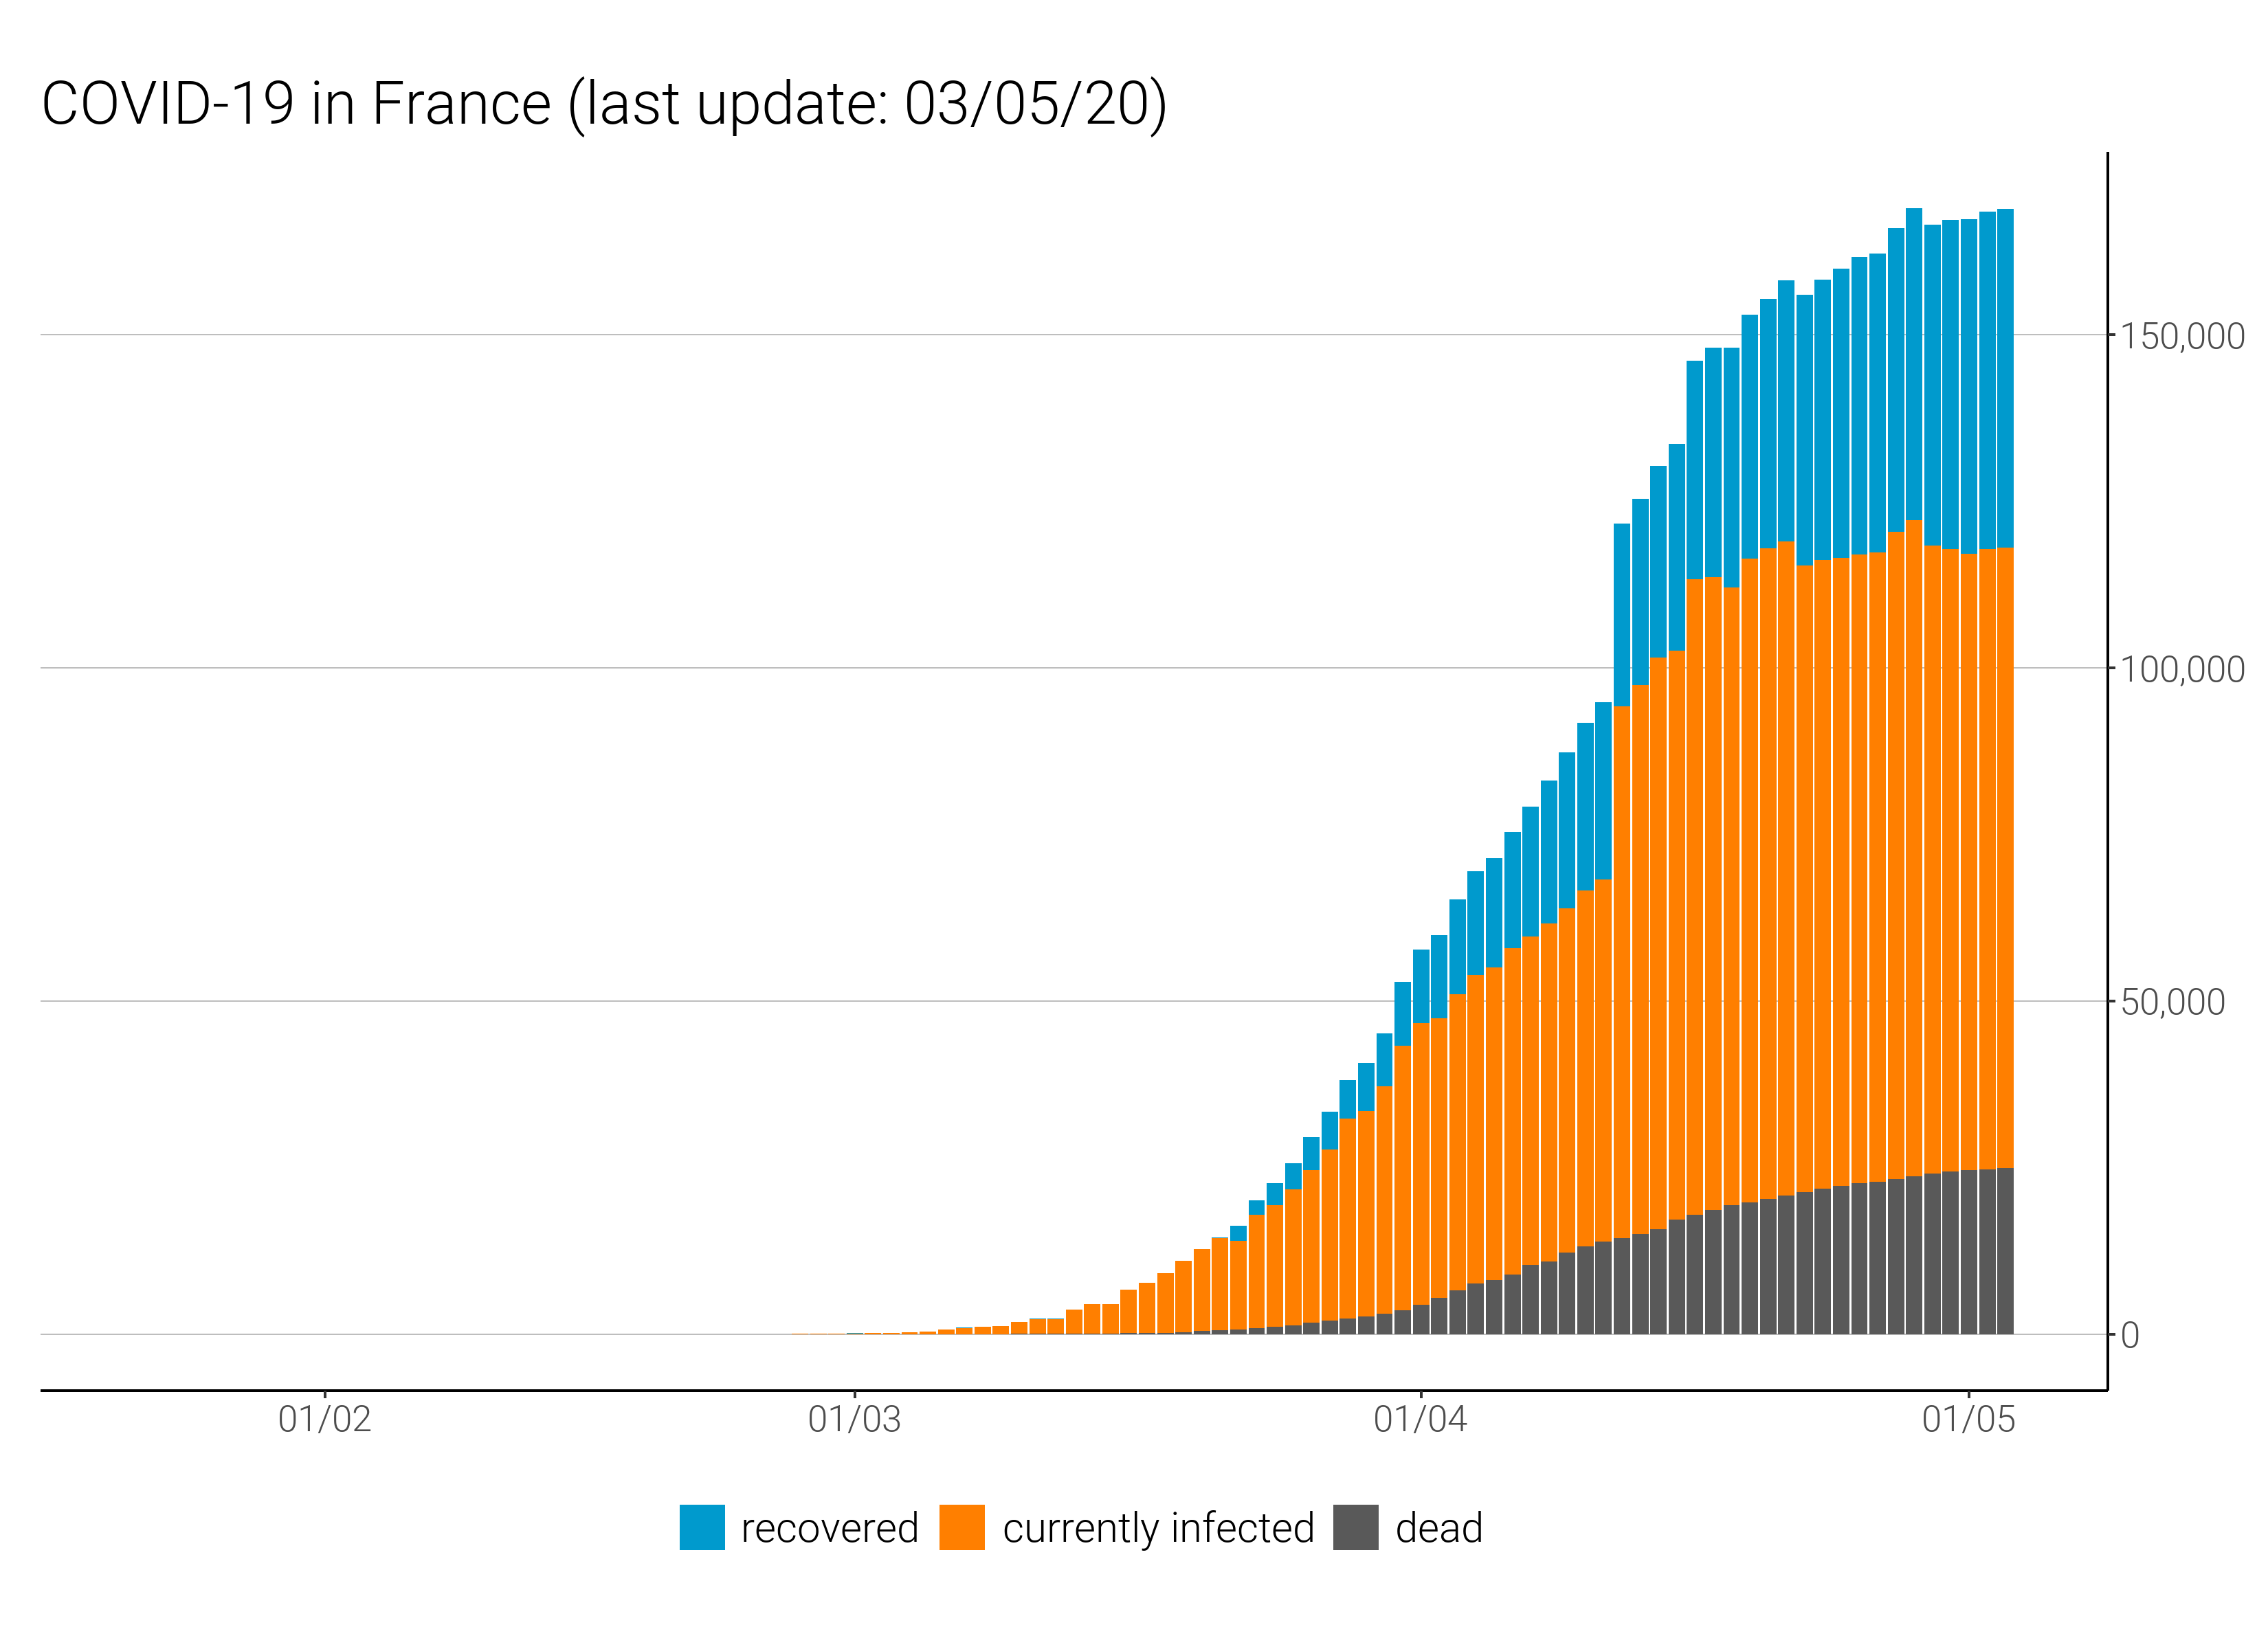 COVID-19 in France (last update: 03/05/20)
150,000
100,000
50,000
0
01/02 01/03 01/04 01/05
recovered currently infected dead